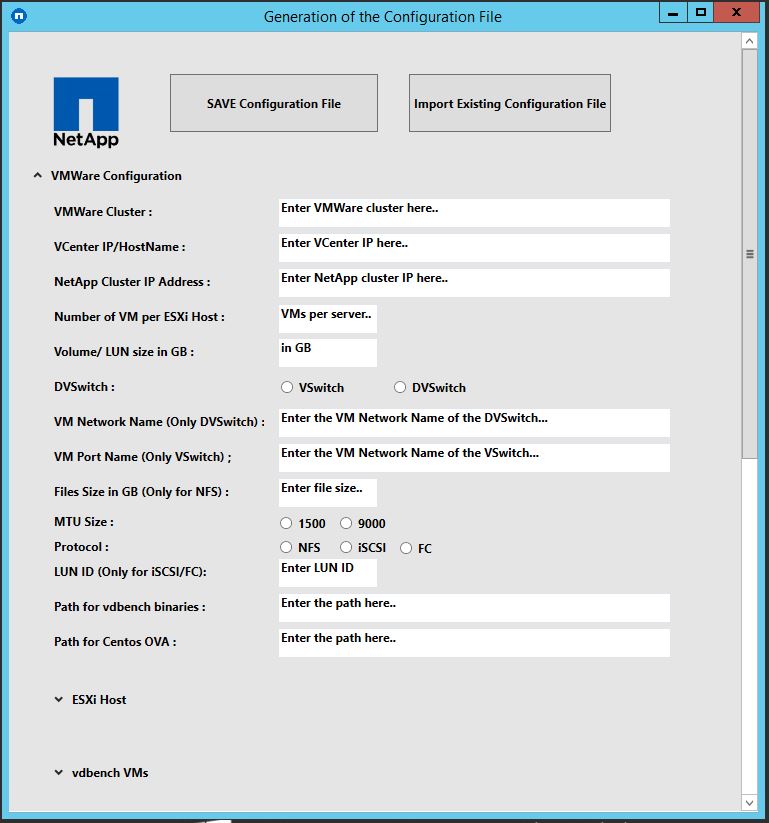 Generation of the Configuration File
SAVE Configuration File
Import Existing Configuration File
NetApp
VMWare Configuration
VMWare Cluster : Enter VMWare cluster here..
VCenter IP/HostName : Enter VCenter IP here..
NetApp Cluster IP Address : Enter NetApp cluster IP here..
Number of VM per ESXi Host : VMs per server..
Volume/ LUN size in GB : in GB
DVSwitch : VSwitch DVSwitch
VM Network Name (Only DVSwitch) : Enter the VM Network Name of the DVSwitch...
VM Port Name (Only VSwitch) ; Enter the VM Network Name of the VSwitch...
Files Size in GB (Only for NFS) : Enter file size..
MTU Size : 1500 9000
Protocol : NFS iSCSI FC
LUN ID (Only for iSCSI/FC): Enter LUN ID
Path for vdbench binaries : Enter the path here..
Path for Centos OVA : Enter the path here..
ESXi Host
vdbench VMs